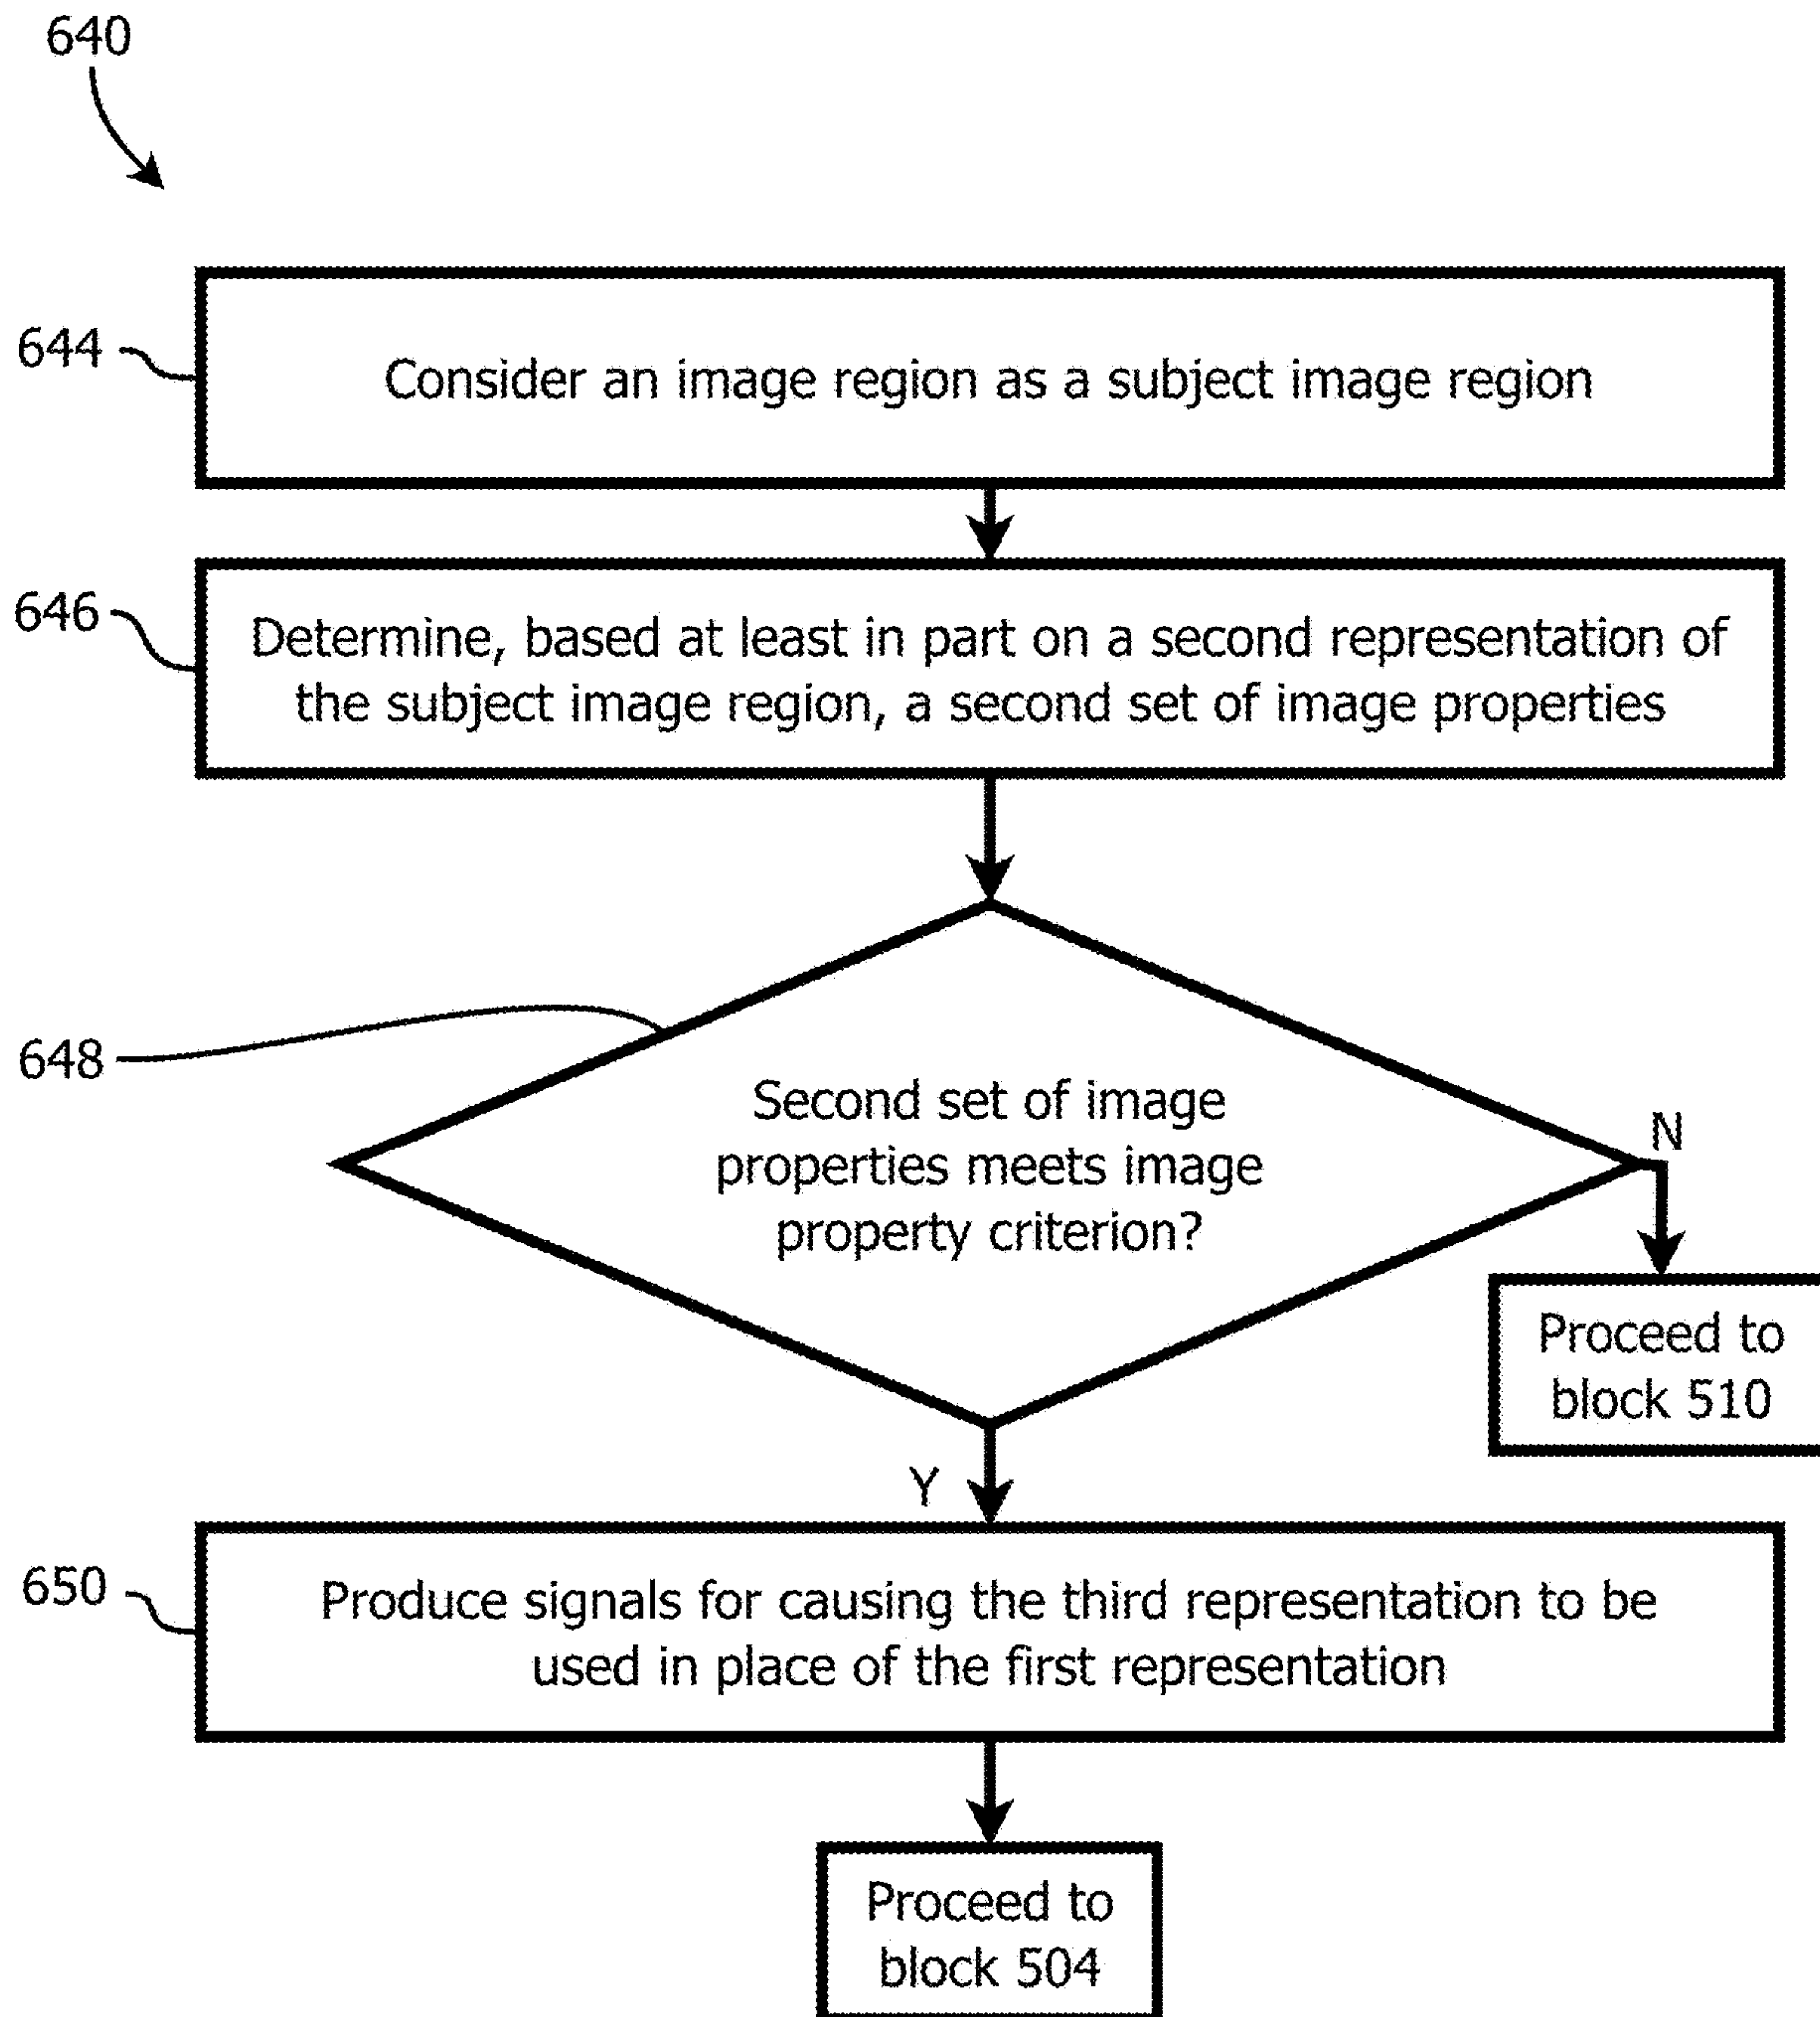 640
644
Consider an image region as a subject image region
646
Determine, based at least in part on a second representation of
the subject image region, a second set of image properties
648
Second set of image
properties meets image
property criterion?
N
Proceed to
block 510
Y
650
Produce signals for causing the third representation to be
used in place of the first representation
Proceed to
block 504